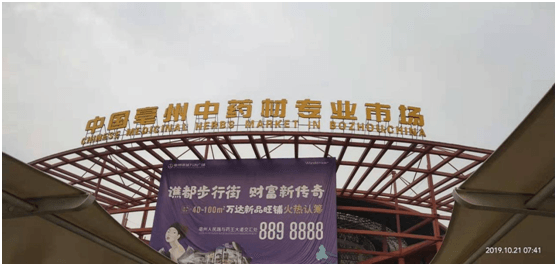 中国亳州中药材专业市场
CHINESE MEDICINAL HERBS MARKET IN BOZHOU CHINA
谯都步行街 财富新传奇
40-100m² 万达新品旺铺 火热认筹
889 8888
2019.10.21 07:41